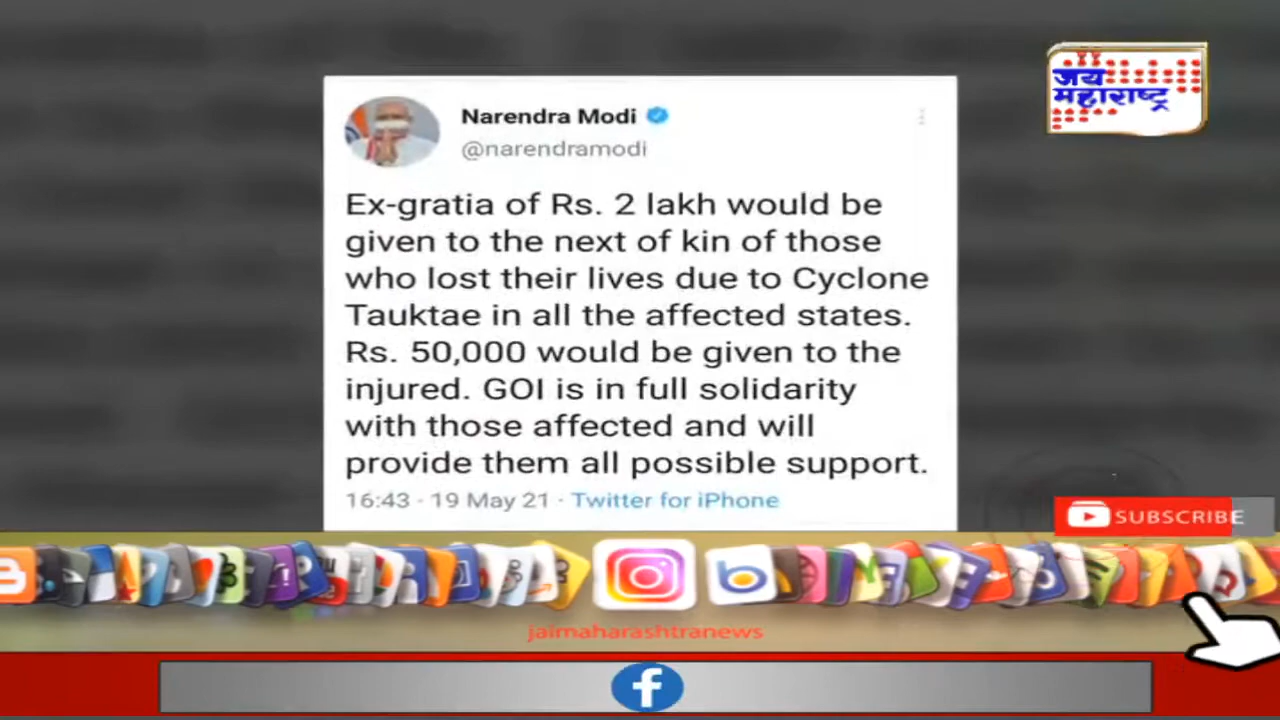 जय
महाराष्ट्र
Narendra Modi
@narendramodi
Ex-gratia of Rs. 2 lakh would be
given to the next of kin of those
who lost their lives due to Cyclone
Tauktae in all the affected states.
Rs. 50,000 would be given to the
injured. GOI is in full solidarity
with those affected and will
provide them all possible support.
16:43 · 19 May 21 · Twitter for iPhone
SUBSCRIBE
jaimaharashtranews